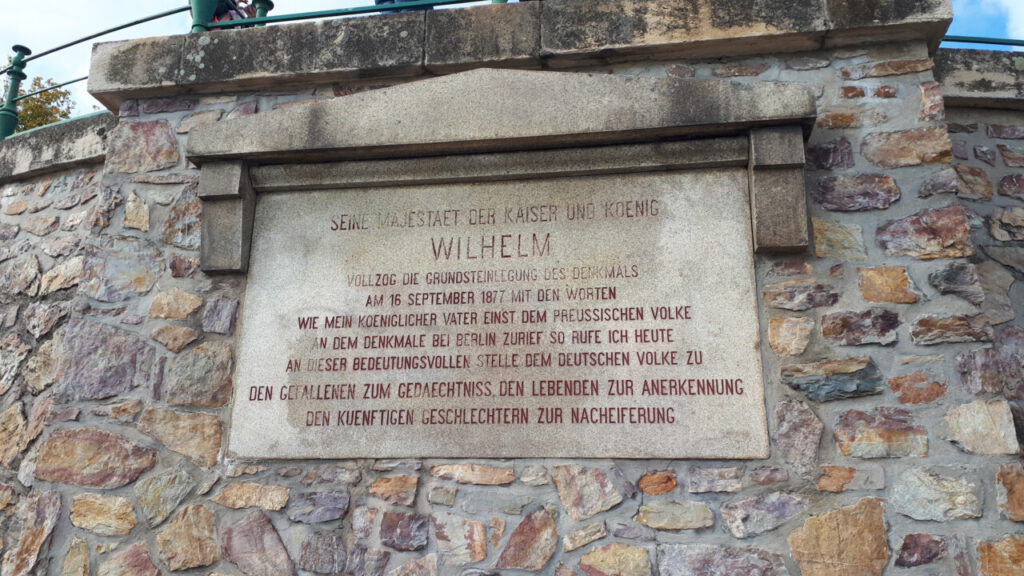 SEINE MAJESTAET DER KAISER UND KOENIG
WILHELM
VOLLZOG DIE GRUNDSTEINLEGUNG DES DENKMALS
AM 16 SEPTEMBER 1877 MIT DEN WORTEN
WIE MEIN KOENIGLICHER VATER EINST DEM PREUSSISCHEN VOLKE
AN DEM DENKMALE BEI BERLIN ZURIEF SO RUFE ICH HEUTE
AN DIESER BEDEUTUNGSVOLLEN STELLE DEM DEUTSCHEN VOLKE ZU
DEN GEFALLENEN ZUM GEDAECHTNISS, DEN LEBENDEN ZUR ANERKENNUNG
DEN KUENFTIGEN GESCHLECHTERN ZUR NACHEIFERUNG